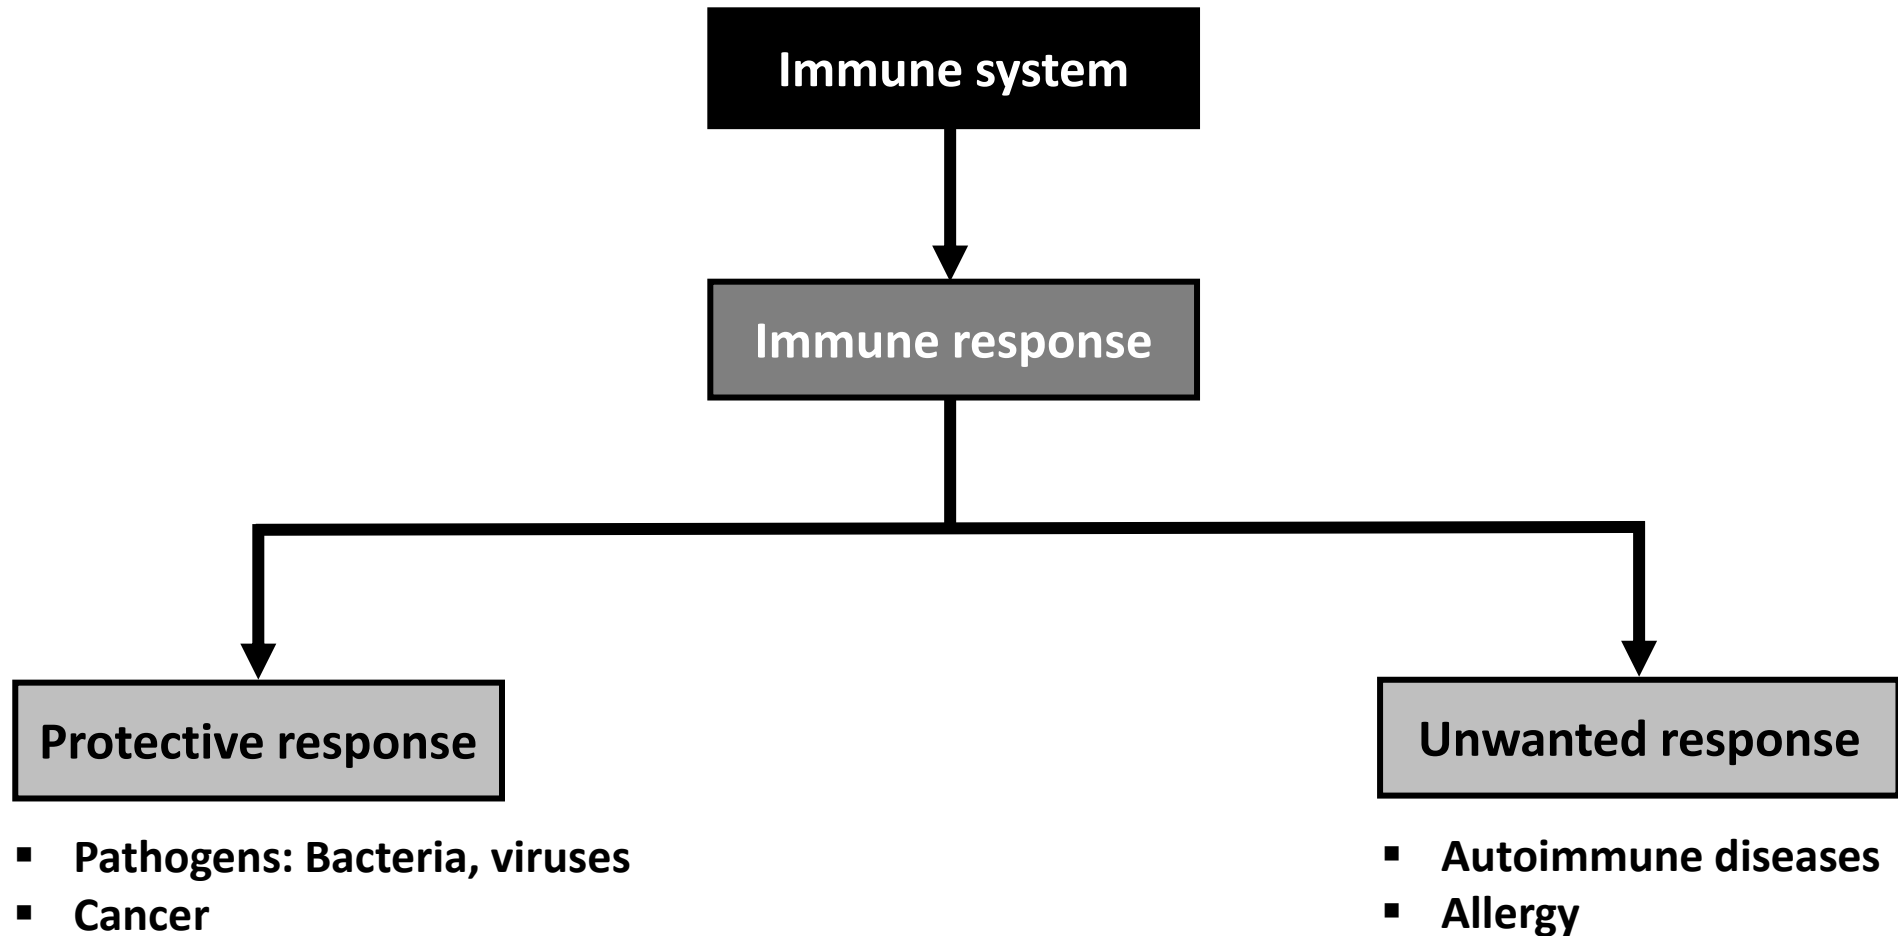 Immune system
Immune response
Protective response
▪ Pathogens: Bacteria, viruses
▪ Cancer
Unwanted response
▪ Autoimmune diseases
▪ Allergy